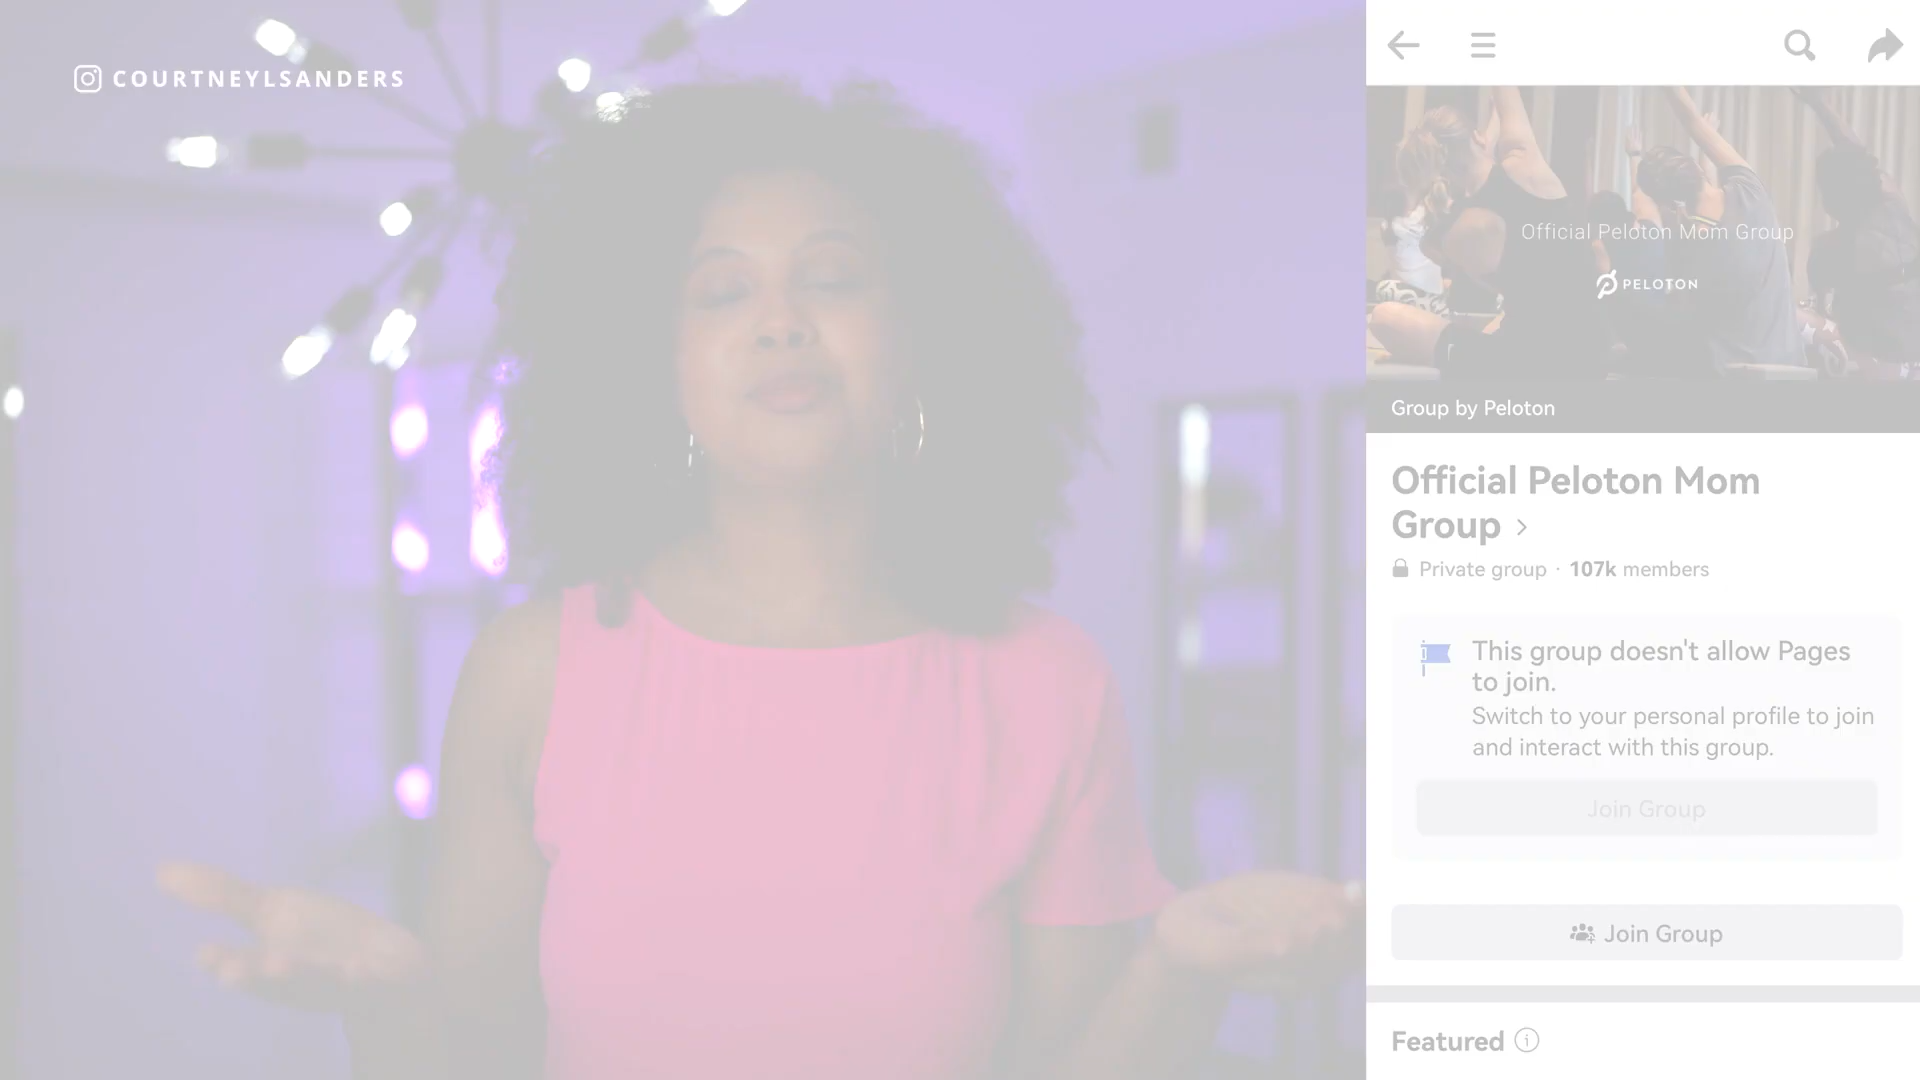 COURTNEYLSANDERS
Official Peloton Mom Group
PELOTON
Group by Peloton
Official Peloton Mom
Group
Private group · 107k members
This group doesn't allow Pages
to join.
Switch to your personal profile to join
and interact with this group.
Join Group
Join Group
Featured